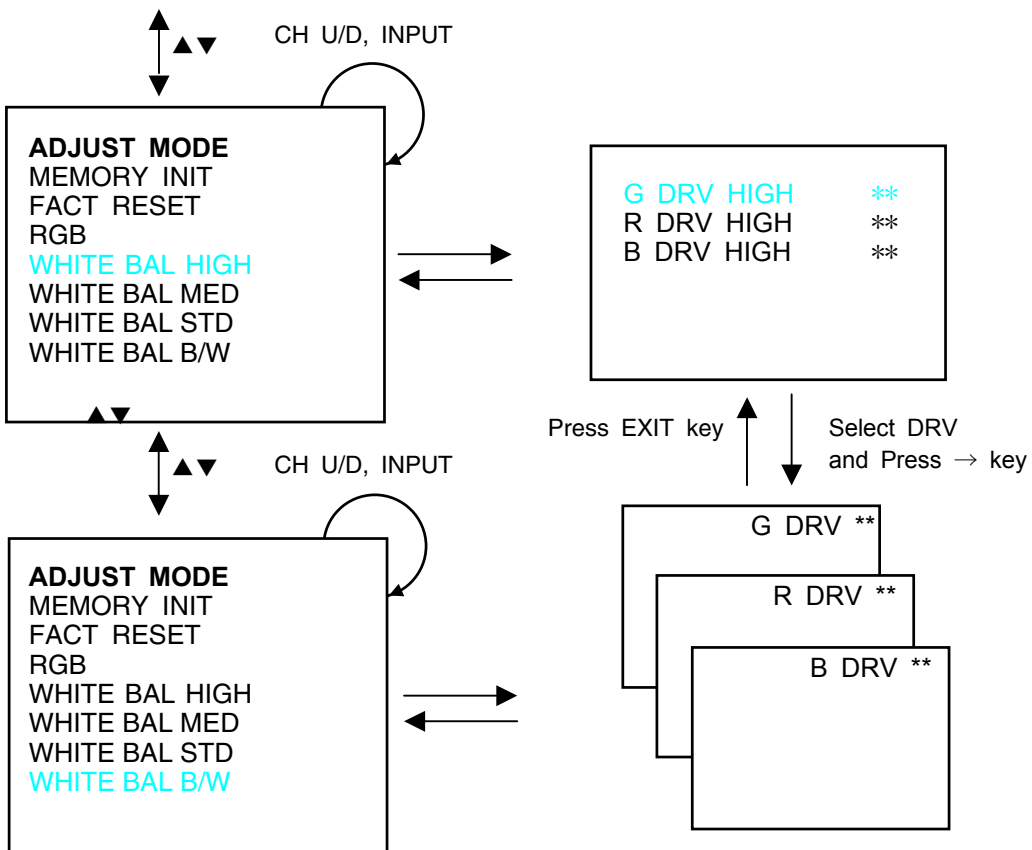 ▲▼
CH U/D, INPUT
ADJUST MODE
MEMORY INIT
FACT RESET
RGB
WHITE BAL HIGH
WHITE BAL MED
WHITE BAL STD
WHITE BAL B/W
▲▼
G DRV HIGH **
R DRV HIGH **
B DRV HIGH **
Press EXIT key
Select DRV
and Press → key
▲▼
CH U/D, INPUT
ADJUST MODE
MEMORY INIT
FACT RESET
RGB
WHITE BAL HIGH
WHITE BAL MED
WHITE BAL STD
WHITE BAL B/W
G DRV **
R DRV **
B DRV **